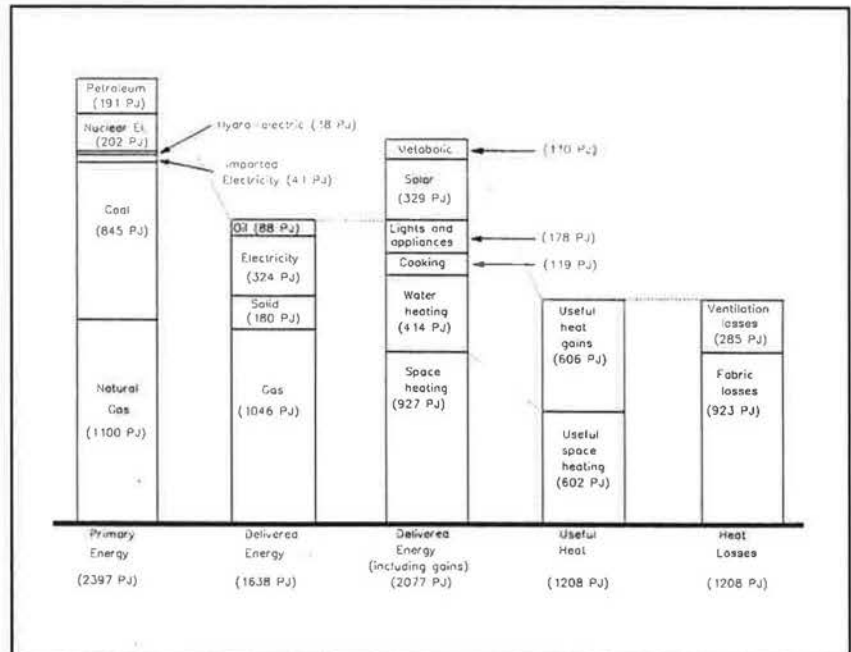 Petroleum
(191 PJ)
Nuclear El.
(202 PJ)
Hydro-electric (18 PJ)
Imported
Electricity (41 PJ)
Coal
(845 PJ)
Natural
Gas
(1100 PJ)
Primary
Energy
(2397 PJ)
Oil (88 PJ)
Electricity
(324 PJ)
Solid
(180 PJ)
Gas
(1046 PJ)
Delivered
Energy
(1638 PJ)
Metabolic
(110 PJ)
Solar
(329 PJ)
Lights and
appliances
(178 PJ)
Cooking
(119 PJ)
Water
heating
(414 PJ)
Space
heating
(927 PJ)
Delivered
Energy
(including gains)
(2077 PJ)
Useful
heat
gains
(606 PJ)
Useful
space
heating
(602 PJ)
Useful
Heat
(1208 PJ)
Ventilation
losses
(285 PJ)
Fabric
losses
(923 PJ)
Heat
Losses
(1208 PJ)